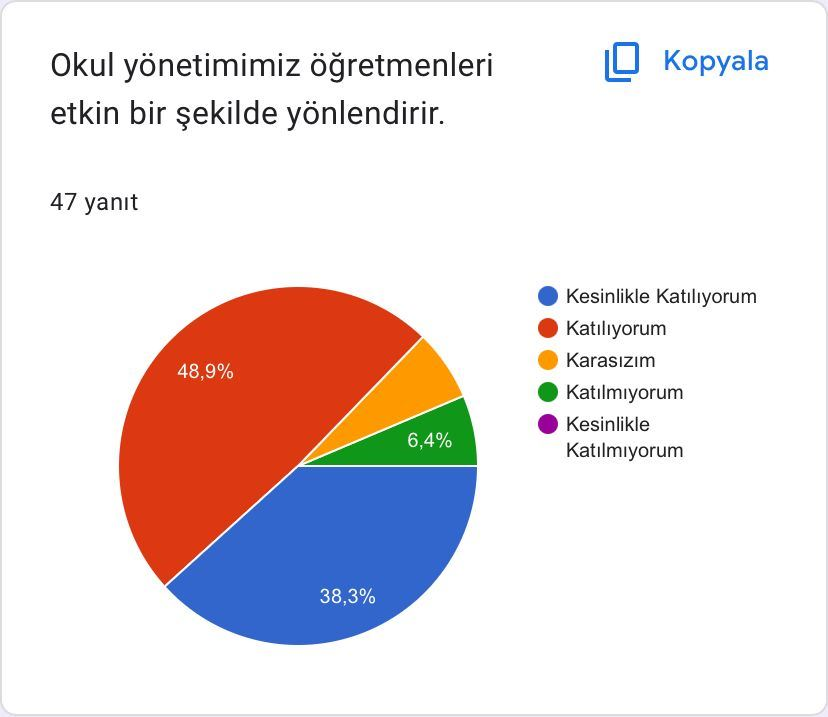 Okul yönetimimiz öğretmenleri
etkin bir şekilde yönlendirir.
Kopyala
47 yanıt
48,9%
6,4%
38,3%
Kesinlikle Katılıyorum
Katılıyorum
Karasızım
Katılmıyorum
Kesinlikle
Katılmıyorum